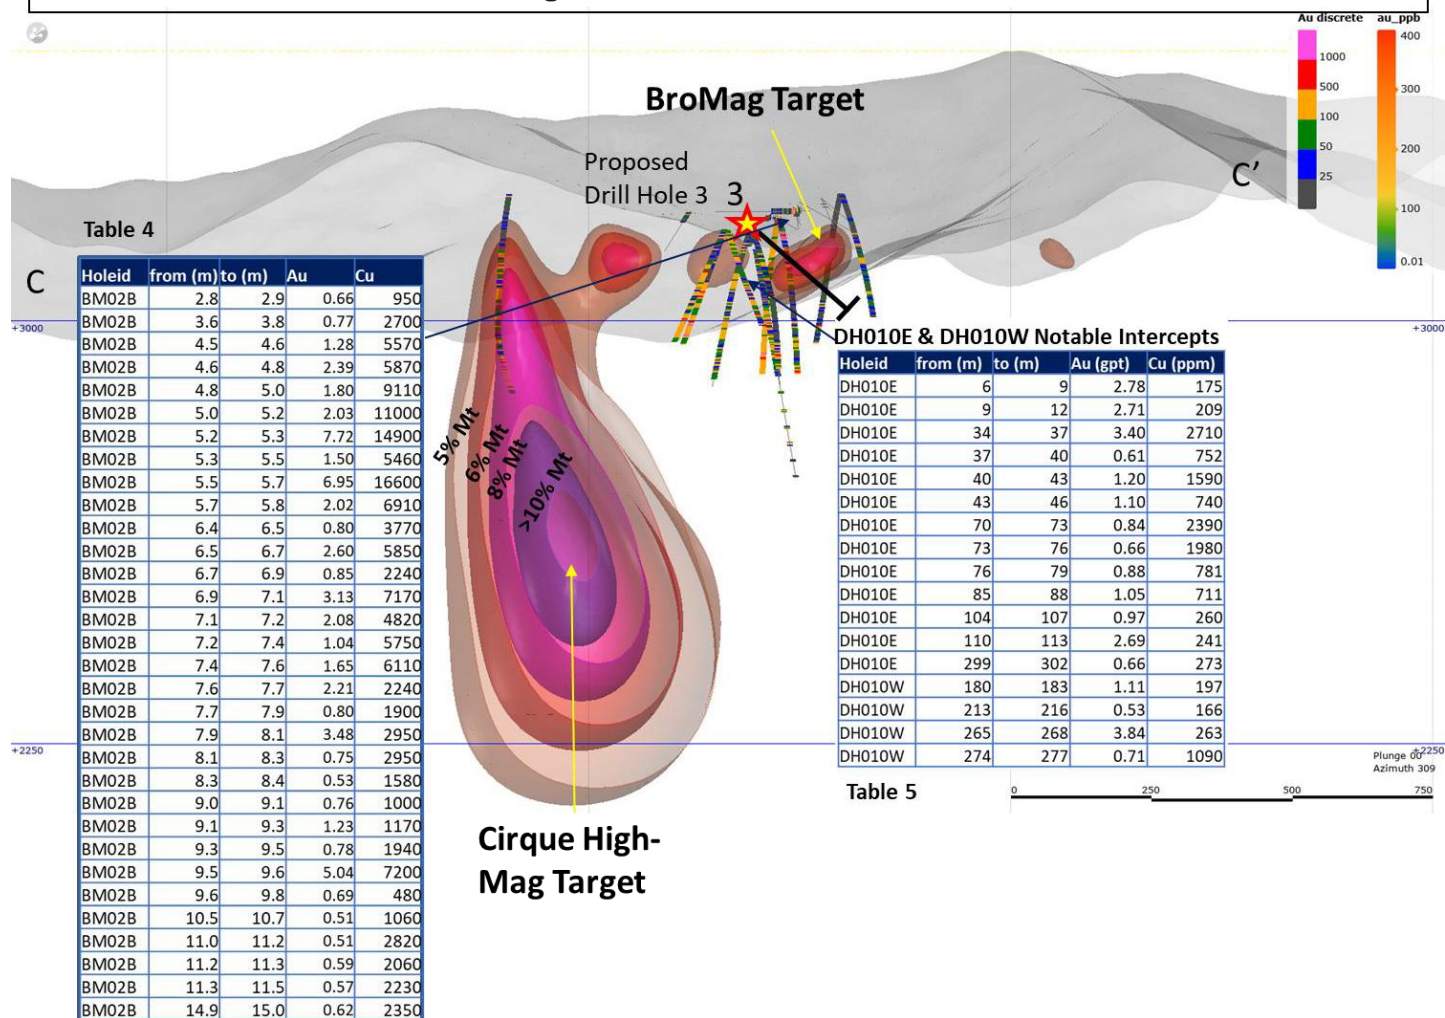 Au discrete au_ppb
1000
500
100
50
25
400
300
200
100
0.01
BroMag Target
Proposed
Drill Hole 3
3
C'
C
+3000
+3000
Table 4
Holeid from (m) to (m) Au Cu
BM02B 2.8 2.9 0.66 950
BM02B 3.6 3.8 0.77 2700
BM02B 4.5 4.6 1.28 5570
BM02B 4.6 4.8 2.39 5870
BM02B 4.8 5.0 1.80 9110
BM02B 5.0 5.2 2.03 11000
BM02B 5.2 5.3 7.72 14900
BM02B 5.3 5.5 1.50 5460
BM02B 5.5 5.7 6.95 16600
BM02B 5.7 5.8 2.02 6910
BM02B 6.4 6.5 0.80 3770
BM02B 6.5 6.7 2.60 5850
BM02B 6.7 6.9 0.85 2240
BM02B 6.9 7.1 3.13 7170
BM02B 7.1 7.2 2.08 4820
BM02B 7.2 7.4 1.04 5750
BM02B 7.4 7.6 1.65 6110
BM02B 7.6 7.7 2.21 2240
BM02B 7.7 7.9 0.80 1900
BM02B 7.9 8.1 3.48 2950
BM02B 8.1 8.3 0.75 2950
BM02B 8.3 8.4 0.53 1580
BM02B 9.0 9.1 0.76 1000
BM02B 9.1 9.3 1.23 1170
BM02B 9.3 9.5 0.78 1940
BM02B 9.5 9.6 5.04 7200
BM02B 9.6 9.8 0.69 480
BM02B 10.5 10.7 0.51 1060
BM02B 11.0 11.2 0.51 2820
BM02B 11.2 11.3 0.59 2060
BM02B 11.3 11.5 0.57 2230
BM02B 14.9 15.0 0.62 2350
5% Mt
6% Mt
8% Mt
>10% Mt
DH010E & DH010W Notable Intercepts
Holeid from (m) to (m) Au (gpt) Cu (ppm)
DH010E 6 9 2.78 175
DH010E 9 12 2.71 209
DH010E 34 37 3.40 2710
DH010E 37 40 0.61 752
DH010E 40 43 1.20 1590
DH010E 43 46 1.10 740
DH010E 70 73 0.84 2390
DH010E 73 76 0.66 1980
DH010E 76 79 0.88 781
DH010E 85 88 1.05 711
DH010E 104 107 0.97 260
DH010E 110 113 2.69 241
DH010E 299 302 0.66 273
DH010W 180 183 1.11 197
DH010W 213 216 0.53 166
DH010W 265 268 3.84 263
DH010W 274 277 0.71 1090
Table 5
+2250
+2250
Plunge 00
Azimuth 309
0 250 500 750
Cirque High-
Mag Target